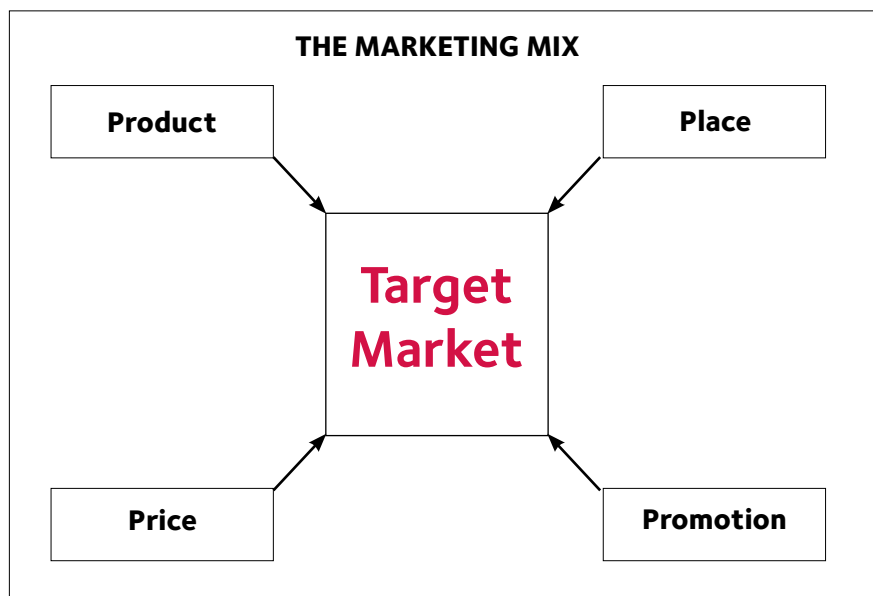 THE MARKETING MIX
Product
Place
Target
Market
Price
Promotion